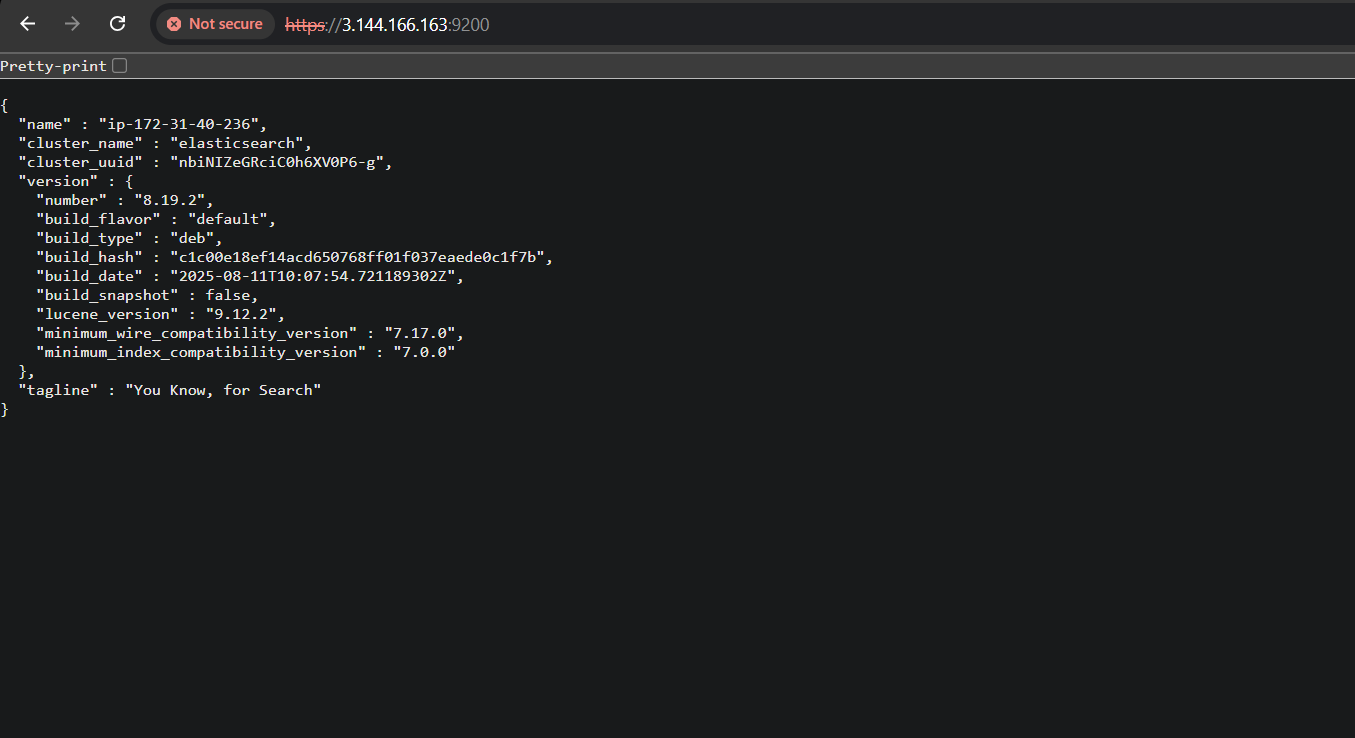 Not secure https://3.144.166.163:9200
Pretty-print
{
  "name" : "ip-172-31-40-236",
  "cluster_name" : "elasticsearch",
  "cluster_uuid" : "nbiNIZeGRciC0h6XV0P6-g",
  "version" : {
    "number" : "8.19.2",
    "build_flavor" : "default",
    "build_type" : "deb",
    "build_hash" : "c1c00e18ef14acd650768ff01f037eaede0c1f7b",
    "build_date" : "2025-08-11T10:07:54.721189302Z",
    "build_snapshot" : false,
    "lucene_version" : "9.12.2",
    "minimum_wire_compatibility_version" : "7.17.0",
    "minimum_index_compatibility_version" : "7.0.0"
  },
  "tagline" : "You Know, for Search"
}